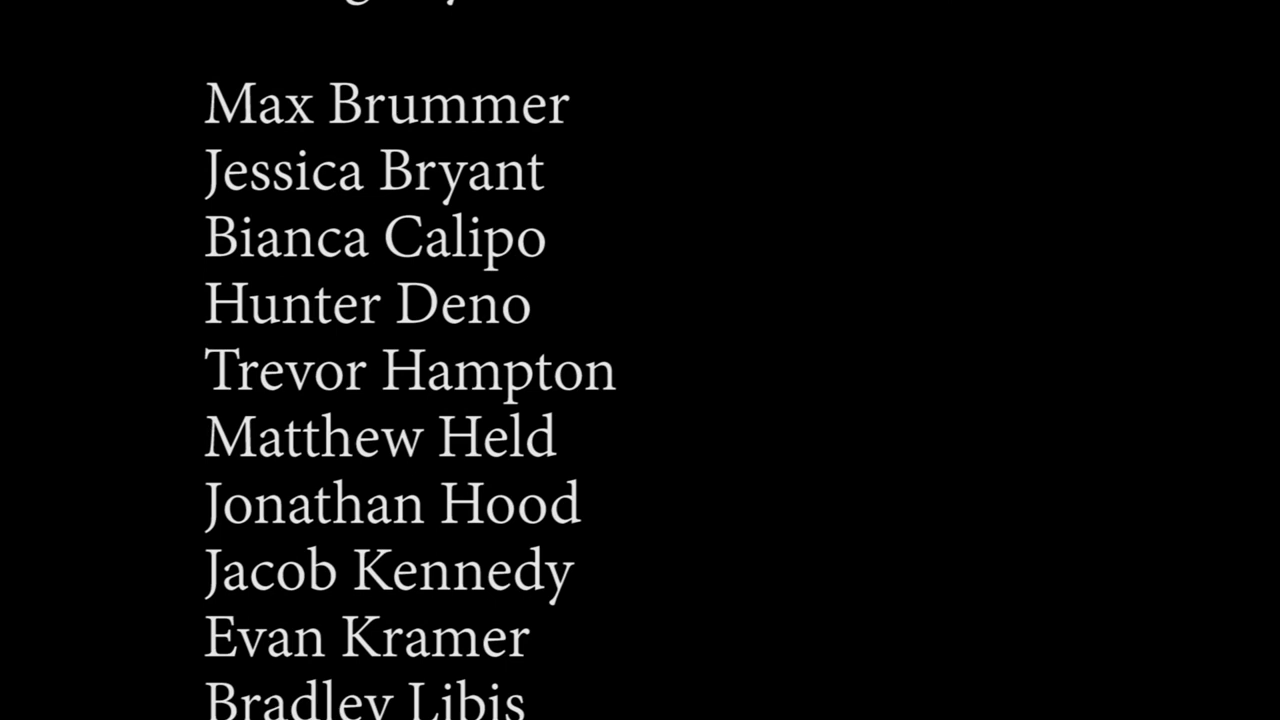 Max Brummer
Jessica Bryant
Bianca Calipo
Hunter Deno
Trevor Hampton
Matthew Held
Jonathan Hood
Jacob Kennedy
Evan Kramer
Bradley Libis